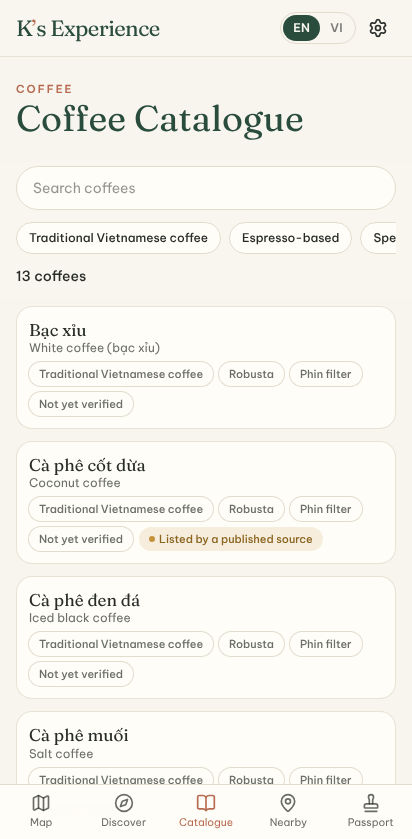 K's Experience
EN VI
COFFEE
Coffee Catalogue
Search coffees
Traditional Vietnamese coffee Espresso-based Spe
13 coffees
Bạc xỉu
White coffee (bạc xỉu)
Traditional Vietnamese coffee Robusta Phin filter
Not yet verified
Cà phê cốt dừa
Coconut coffee
Traditional Vietnamese coffee Robusta Phin filter
Not yet verified Listed by a published source
Cà phê đen đá
Iced black coffee
Traditional Vietnamese coffee Robusta Phin filter
Not yet verified
Cà phê muối
Salt coffee
Traditional Vietnamese coffee Robusta Phin filter
Map Discover Catalogue Nearby Passport